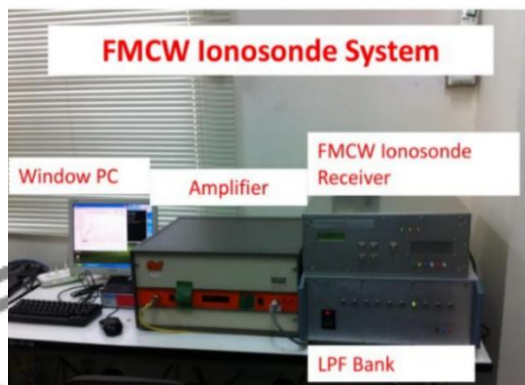 FMCW Ionosonde System
FMCW Ionosonde
Receiver
Window PC
Amplifier
LPF Bank